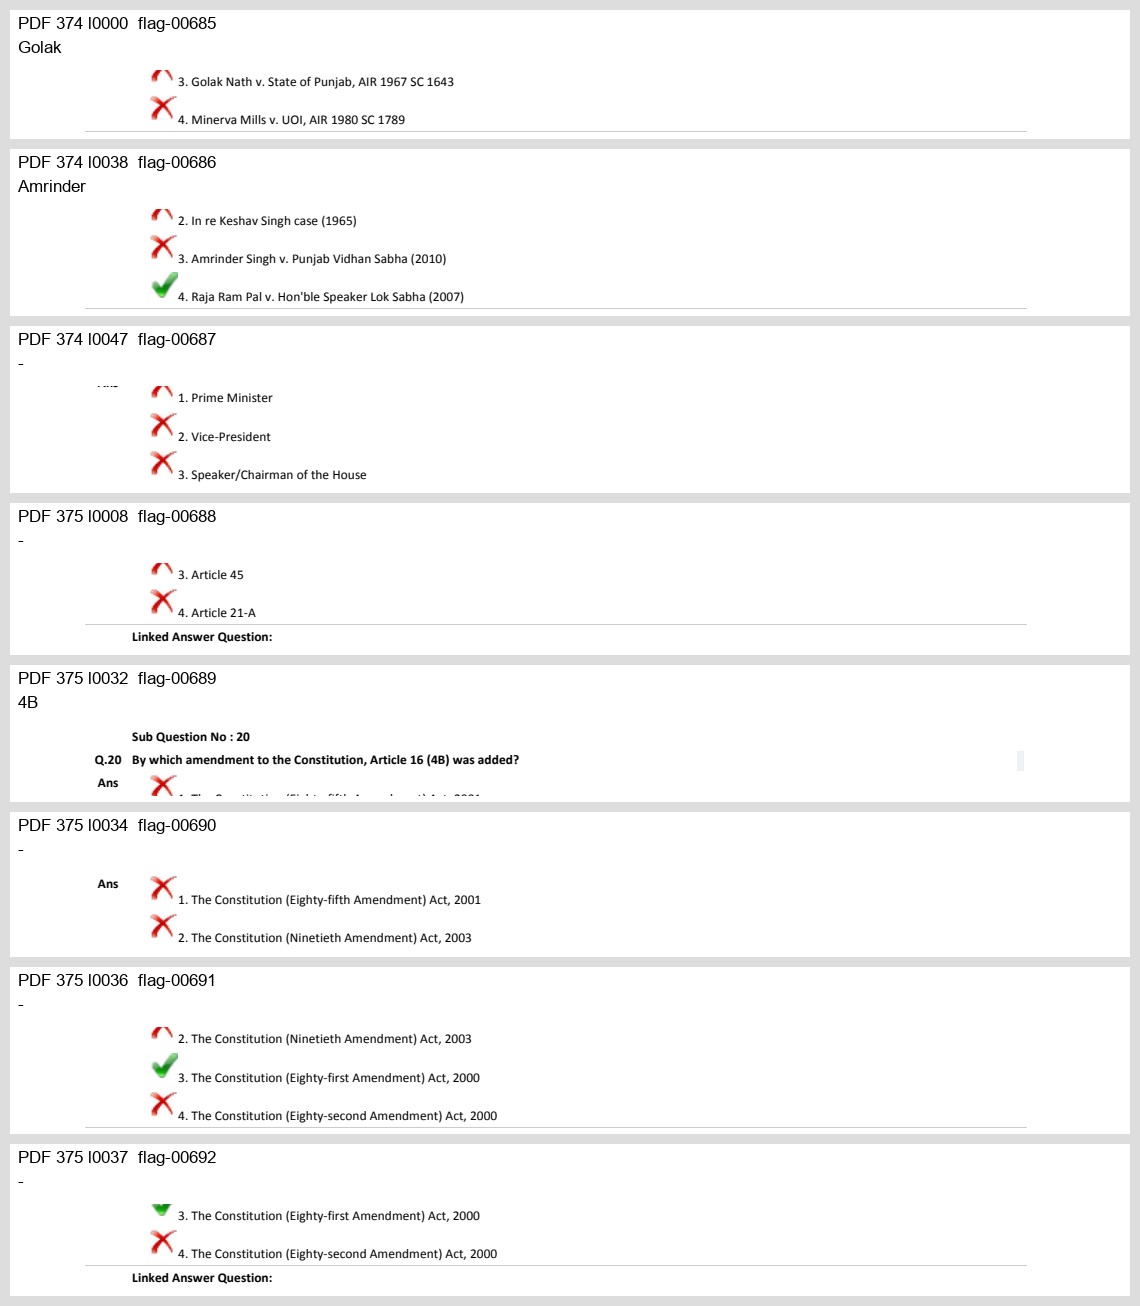 PDF 374 l0000 flag-00685
Golak
3. Golak Nath v. State of Punjab, AIR 1967 SC 1643
4. Minerva Mills v. UOI, AIR 1980 SC 1789
PDF 374 l0038 flag-00686
Amrinder
2. In re Keshav Singh case (1965)
3. Amrinder Singh v. Punjab Vidhan Sabha (2010)
4. Raja Ram Pal v. Hon'ble Speaker Lok Sabha (2007)
PDF 374 l0047 flag-00687
-
1. Prime Minister
2. Vice-President
3. Speaker/Chairman of the House
PDF 375 l0008 flag-00688
-
3. Article 45
4. Article 21-A
Linked Answer Question:
PDF 375 l0032 flag-00689
4B
Sub Question No : 20
Q.20 By which amendment to the Constitution, Article 16 (4B) was added?
Ans
PDF 375 l0034 flag-00690
-
Ans
1. The Constitution (Eighty-fifth Amendment) Act, 2001
2. The Constitution (Ninetieth Amendment) Act, 2003
PDF 375 l0036 flag-00691
-
2. The Constitution (Ninetieth Amendment) Act, 2003
3. The Constitution (Eighty-first Amendment) Act, 2000
4. The Constitution (Eighty-second Amendment) Act, 2000
PDF 375 l0037 flag-00692
-
3. The Constitution (Eighty-first Amendment) Act, 2000
4. The Constitution (Eighty-second Amendment) Act, 2000
Linked Answer Question: